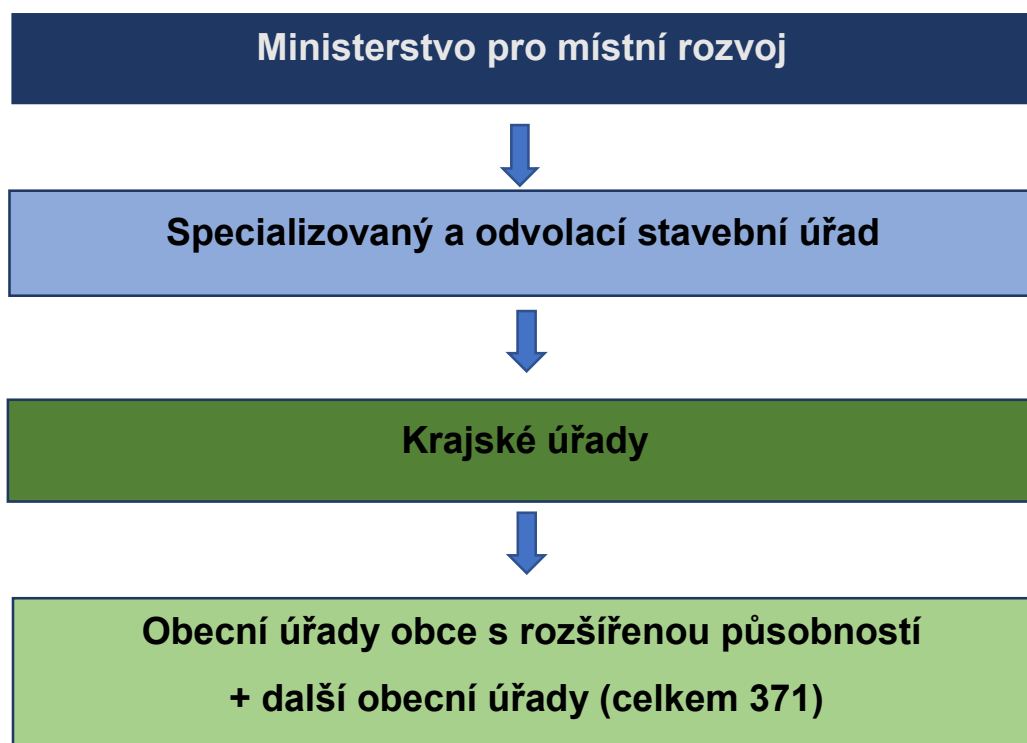 Ministerstvo pro místní rozvoj
Specializovaný a odvolací stavební úřad
Krajské úřady
Obecní úřady obce s rozšířenou působností
+ další obecní úřady (celkem 371)